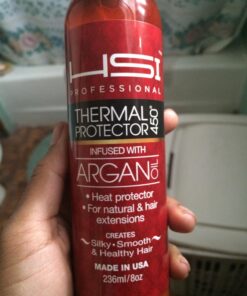 HSI
PROFESSIONAL
THERMAL
PROTECTOR 450
INFUSED WITH
ARGAN OIL
• Heat protector
• For natural & hair
extensions
CREATES
Silky • Smooth
& Healthy Hair
MADE IN USA
236ml/8oz